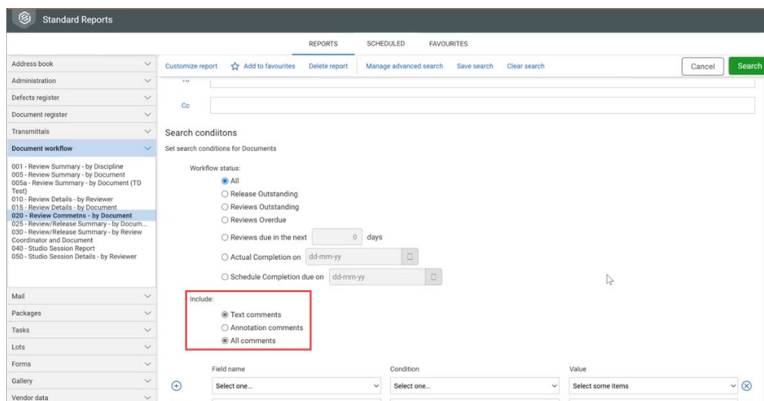 Standard Reports
REPORTS SCHEDULED FAVOURITES
Customize report Add to favourites Delete report Manage advanced search Save search Clear search Cancel Search
Address book
Administration
Defects register
Document register
Transmittals
Document workflow
001 - Review Summary - by Discipline
005 - Review Summary - by Document
005a - Review Summary - by Document (TD
Test)
010 - Review Details - by Reviewer
015 - Review Details - by Document
020 - Review Commetns - by Document
025 - Review/Release Summary - by Docum...
030 - Review/Release Summary - by Review
Coordinator and Document
040 - Studio Session Report
050 - Studio Session Details - by Reviewer
Mail
Packages
Tasks
Lots
Forms
Gallery
Vendor data
Cc
Search condiitons
Set search conditions for Documents
Workflow status:
All
Release Outstanding
Reviews Outstanding
Reviews Overdue
Reviews due in the next 0 days
Actual Completion on dd-mm-yy
Schedule Completion due on dd-mm-yy
Include:
Text comments
Annotation comments
All comments
Field name Condition Value
Select one... Select one... Select some items